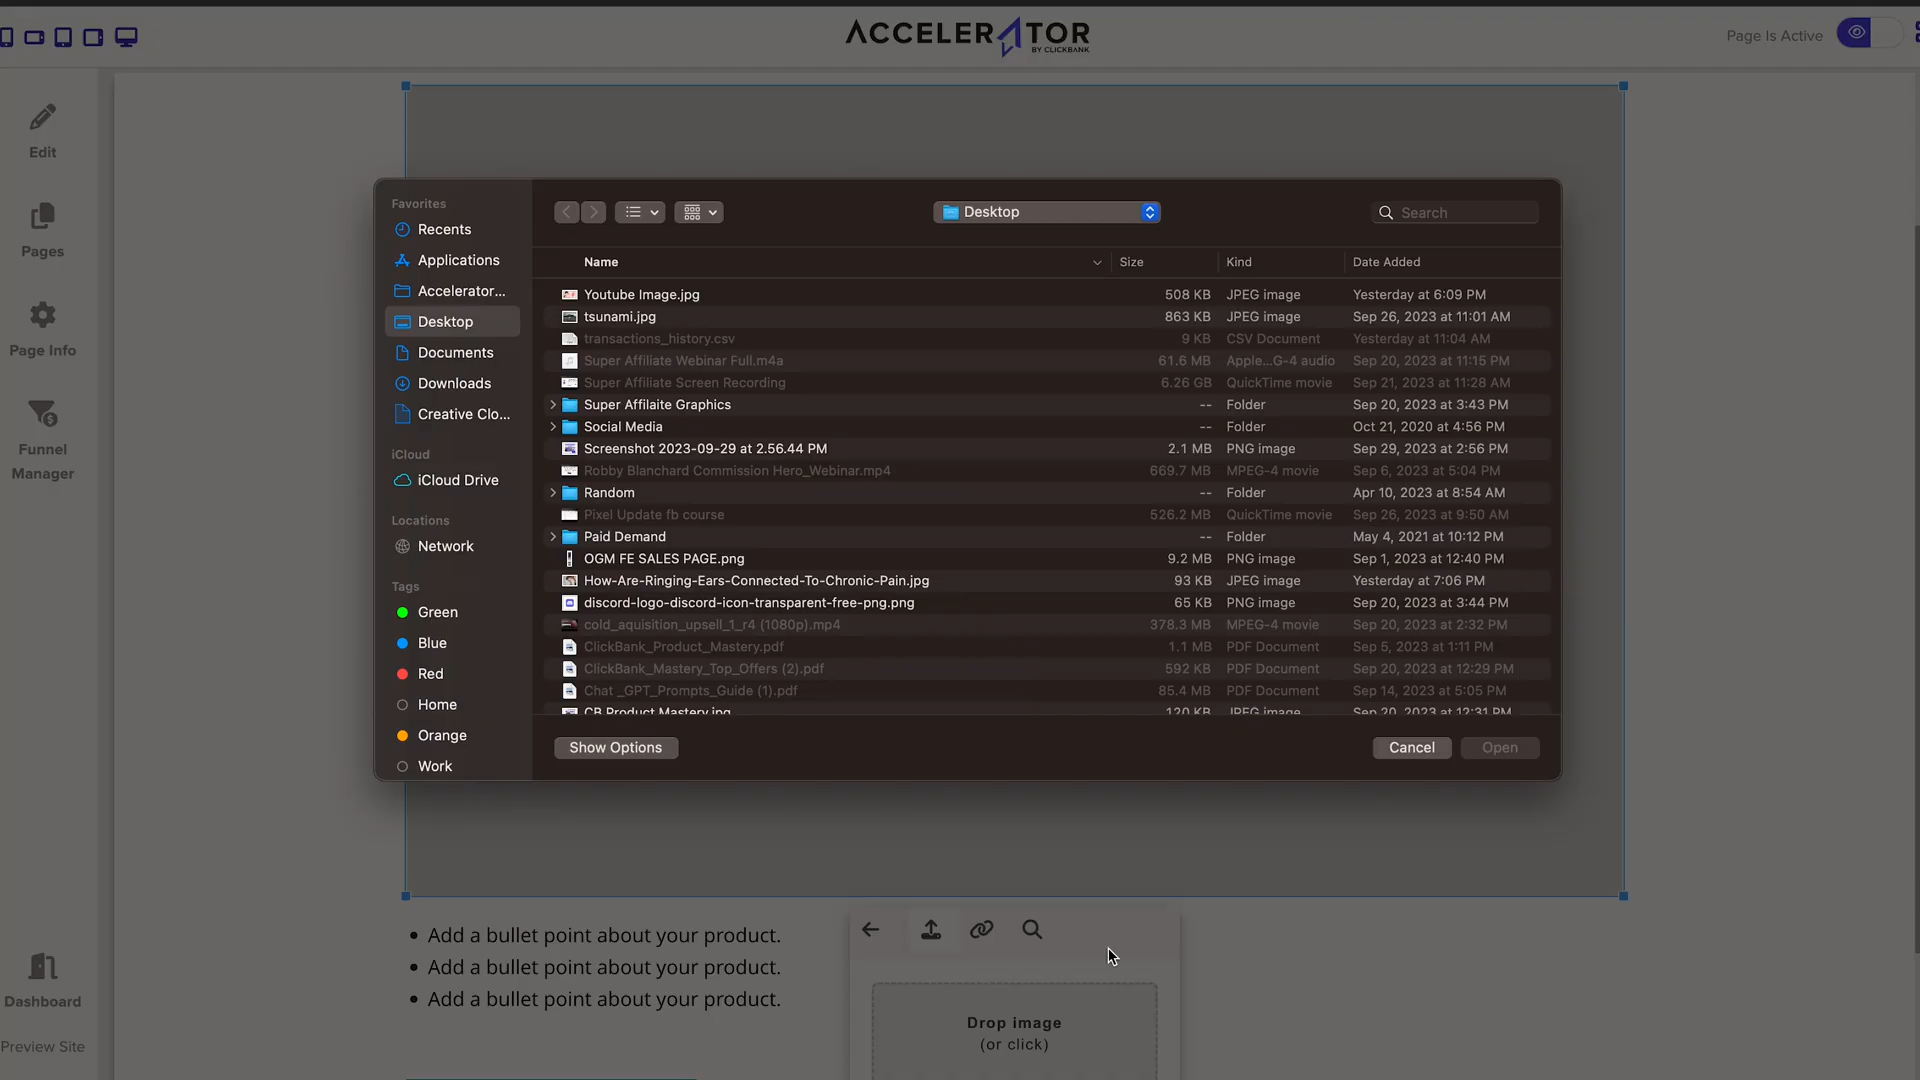 ACCELERATOR
BY CLICKBANK
Page Is Active
Edit
Pages
Page Info
Funnel
Manager
Dashboard
Preview Site
Favorites
Recents
Applications
Accelerator...
Desktop
Documents
Downloads
Creative Clo...
iCloud
iCloud Drive
Locations
Network
Tags
Green
Blue
Red
Home
Orange
Work
Desktop
Search
Name Size Kind Date Added
Youtube Image.jpg 508 KB JPEG image Yesterday at 6:09 PM
tsunami.jpg 863 KB JPEG image Sep 26, 2023 at 11:01 AM
transactions_history.csv 9 KB CSV Document Yesterday at 11:04 AM
Super Affiliate Webinar Full.m4a 61.6 MB Apple...G-4 audio Sep 20, 2023 at 11:15 PM
Super Affiliate Screen Recording 6.26 GB QuickTime movie Sep 21, 2023 at 11:28 AM
Super Affilaite Graphics -- Folder Sep 20, 2023 at 3:43 PM
Social Media -- Folder Oct 21, 2020 at 4:56 PM
Screenshot 2023-09-29 at 2.56.44 PM 2.1 MB PNG image Sep 29, 2023 at 2:56 PM
Robby Blanchard Commission Hero_Webinar.mp4 669.7 MB MPEG-4 movie Sep 6, 2023 at 5:04 PM
Random -- Folder Apr 10, 2023 at 8:54 AM
Pixel Update fb course 526.2 MB QuickTime movie Sep 26, 2023 at 9:50 AM
Paid Demand -- Folder May 4, 2021 at 10:12 PM
OGM FE SALES PAGE.png 9.2 MB PNG image Sep 1, 2023 at 12:40 PM
How-Are-Ringing-Ears-Connected-To-Chronic-Pain.jpg 93 KB JPEG image Yesterday at 7:06 PM
discord-logo-discord-icon-transparent-free-png.png 65 KB PNG image Sep 20, 2023 at 3:44 PM
cold_aquisition_upsell_1_r4 (1080p).mp4 378.3 MB MPEG-4 movie Sep 20, 2023 at 2:32 PM
ClickBank_Product_Mastery.pdf 1.1 MB PDF Document Sep 5, 2023 at 1:11 PM
ClickBank_Mastery_Top_Offers (2).pdf 592 KB PDF Document Sep 20, 2023 at 12:29 PM
Chat _GPT_Prompts_Guide (1).pdf 85.4 MB PDF Document Sep 14, 2023 at 5:05 PM
CB Product Mastery.jpg 120 KB JPEG image Sep 20, 2023 at 12:31 PM
Show Options
Cancel
Open
• Add a bullet point about your product.
• Add a bullet point about your product.
• Add a bullet point about your product.
Drop image
(or click)